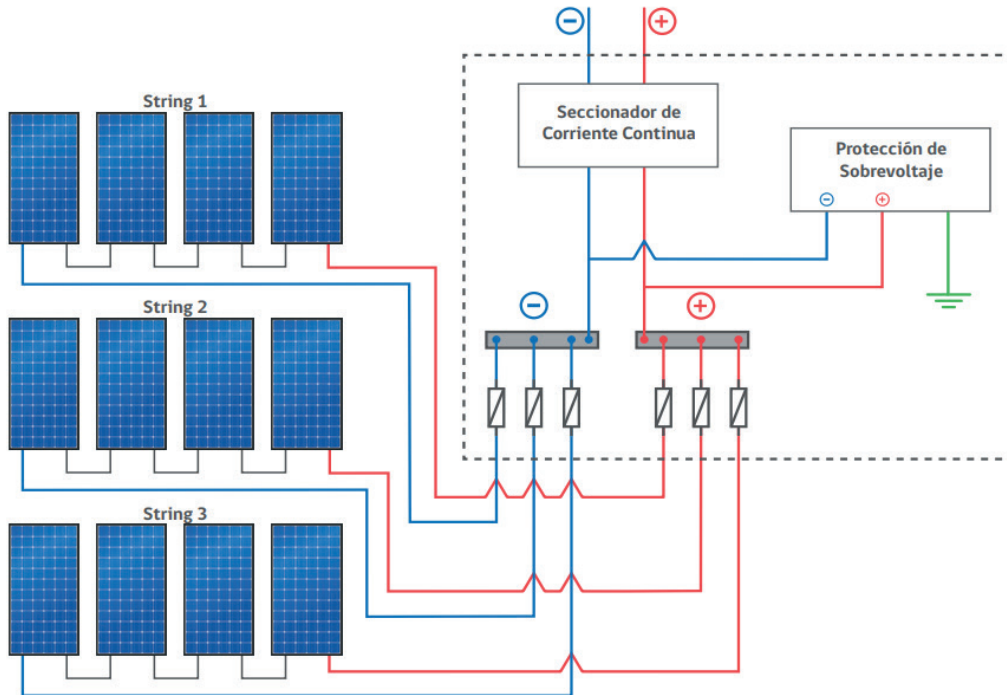 ⊖ ⊕
Seccionador de
Corriente Continua
Protección de
Sobrevoltaje
⊖ ⊕
String 1
⊖ ⊕
String 2
String 3